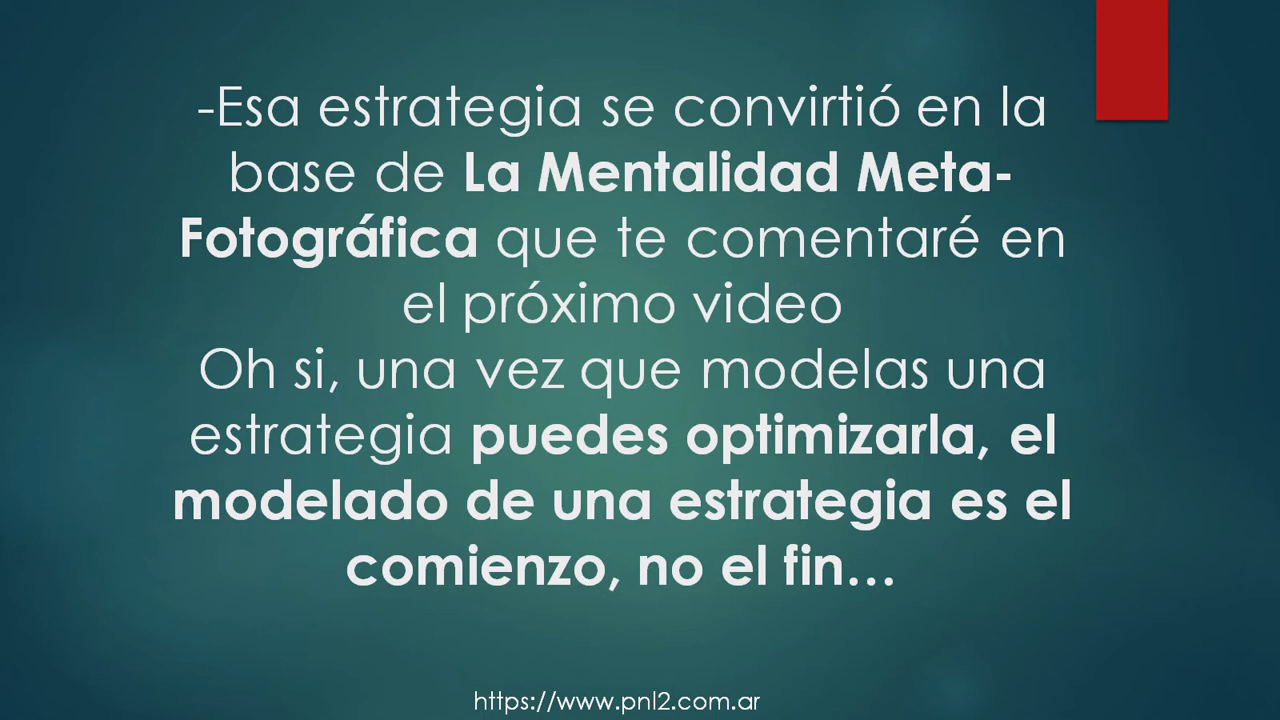 -Esa estrategia se convirtió en la
base de La Mentalidad Meta-
Fotográfica que te comentaré en
el próximo video
Oh si, una vez que modelas una
estrategia puedes optimizarla, el
modelado de una estrategia es el
comienzo, no el fin...
https://www.pnl2.com.ar